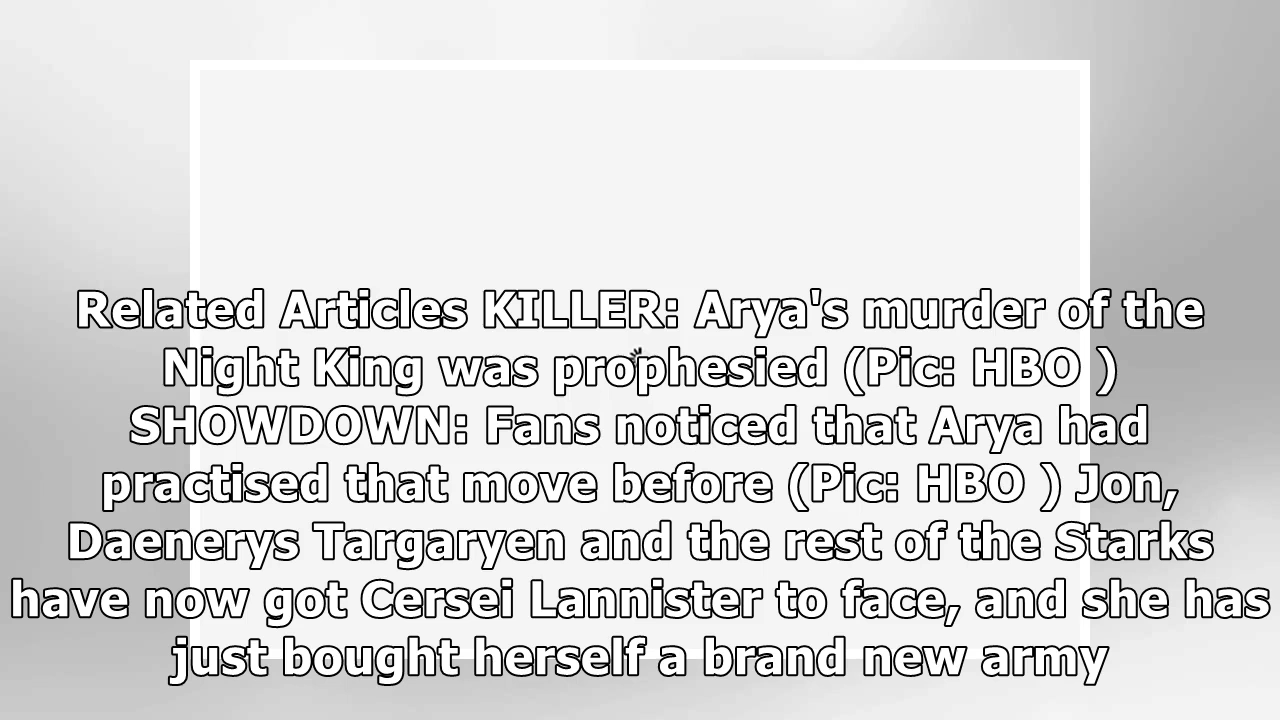 Related Articles KILLER: Arya's murder of the
Night King was prophesied (Pic: HBO )
SHOWDOWN: Fans noticed that Arya had
practised that move before (Pic: HBO ) Jon,
Daenerys Targaryen and the rest of the Starks
have now got Cersei Lannister to face, and she has
just bought herself a brand new army